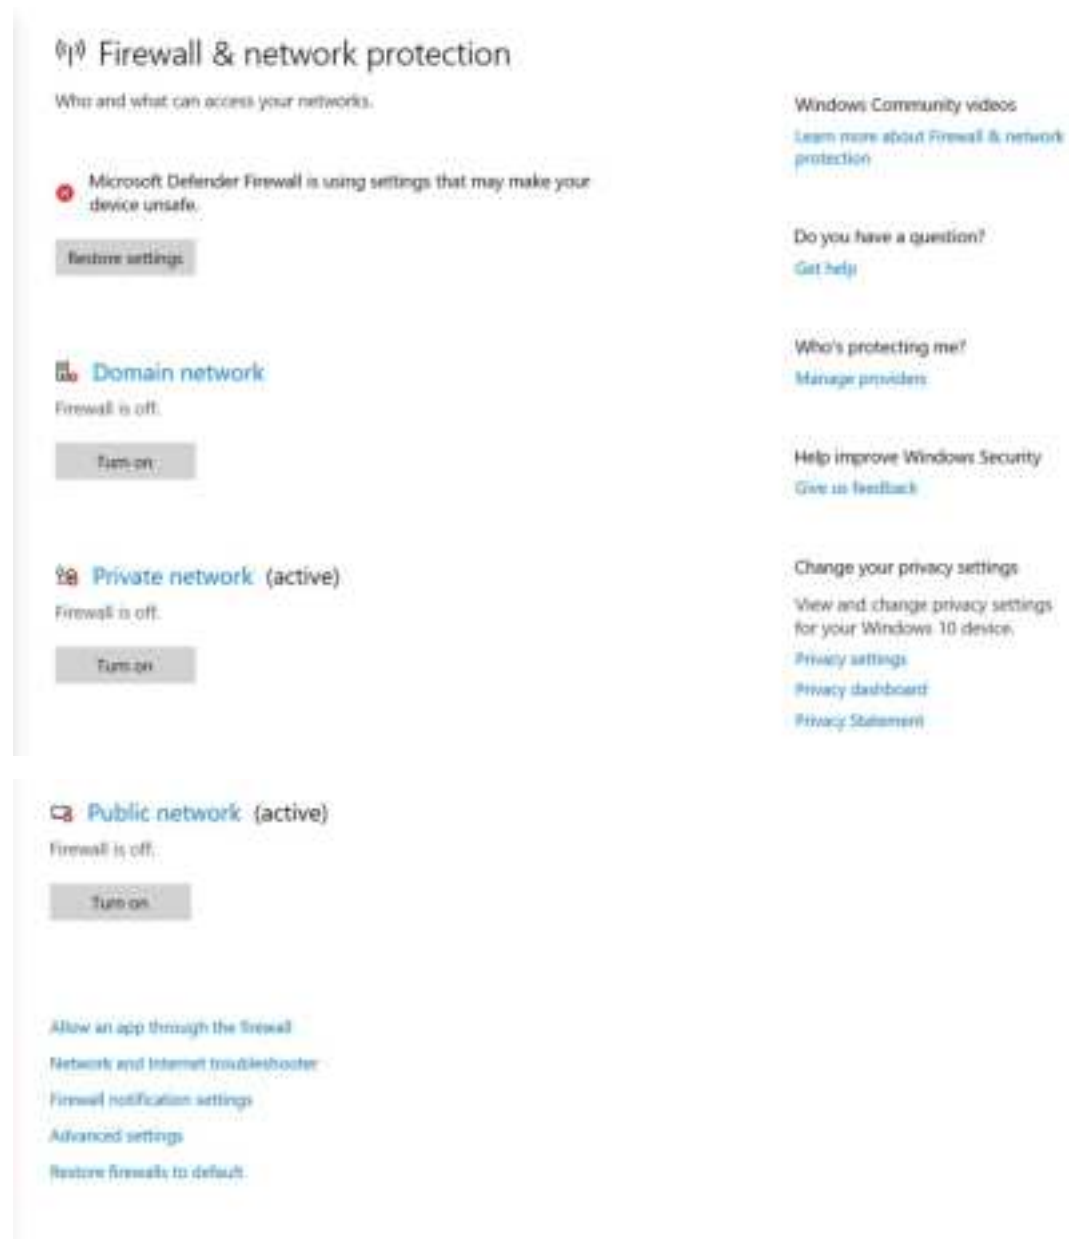 Firewall & network protection
Who and what can access your networks.
Microsoft Defender Firewall is using settings that may make your
device unsafe.
Restore settings
Domain network
Firewall is off.
Turn on
Private network (active)
Firewall is off.
Turn on
Windows Community videos
Learn more about Firewall & network
protection
Do you have a question?
Get help
Who's protecting me?
Manage providers
Help improve Windows Security
Give us feedback
Change your privacy settings
View and change privacy settings
for your Windows 10 device.
Privacy settings
Privacy dashboard
Privacy Statement
Public network (active)
Firewall is off.
Turn on
Allow an app through the firewall
Network and Internet troubleshooter
Firewall notification settings
Advanced settings
Restore firewalls to default